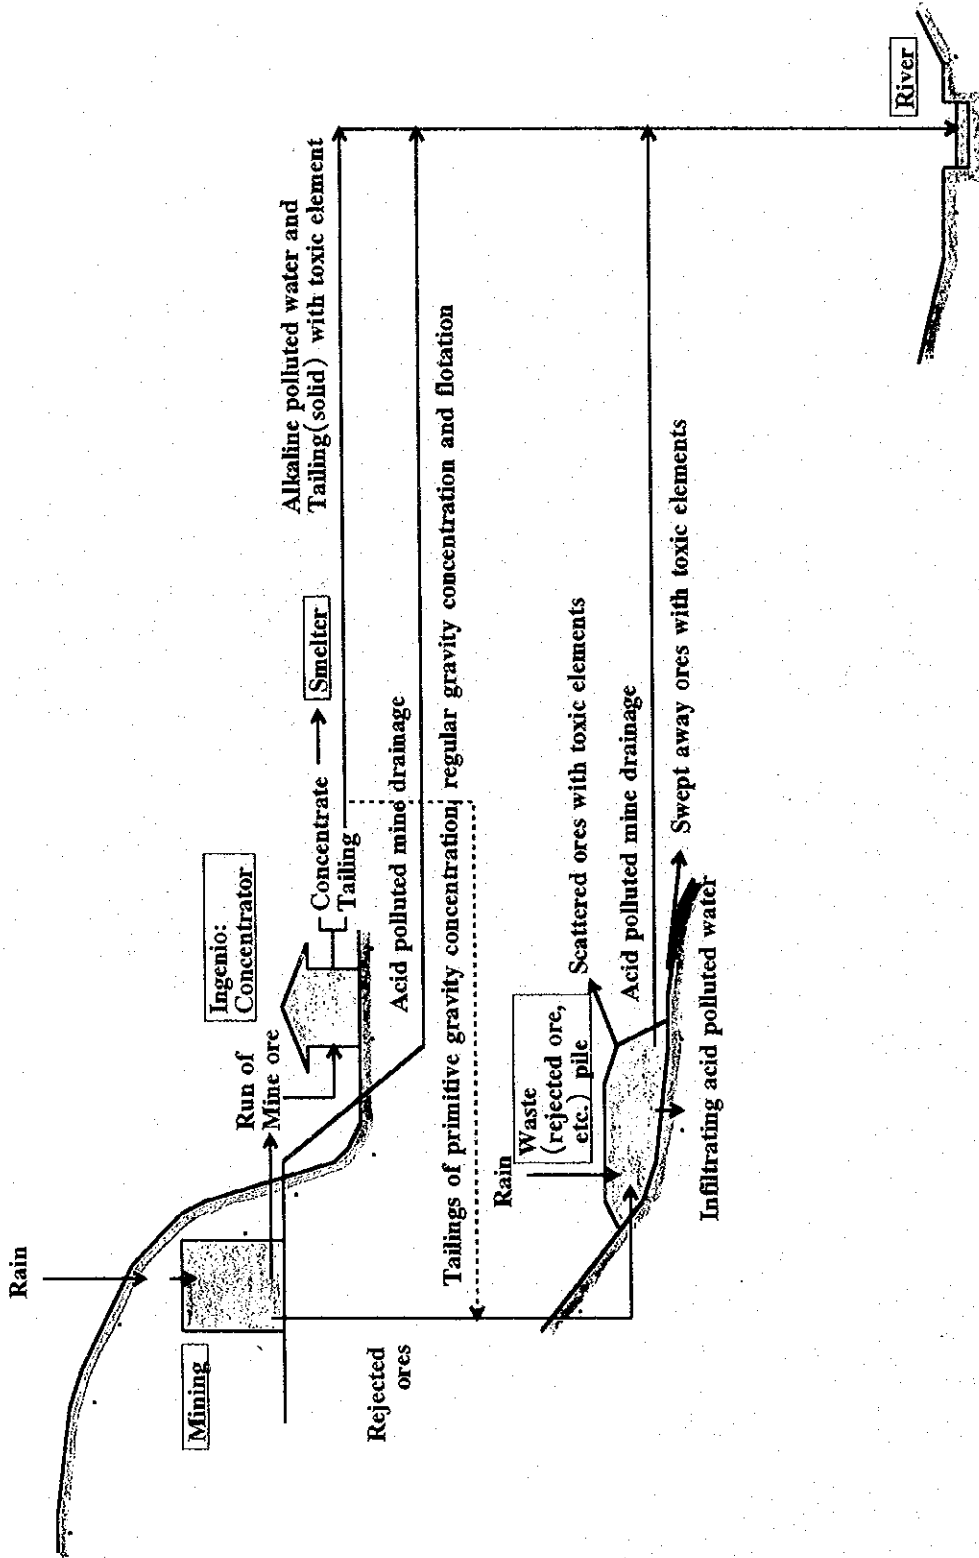 Rain
Mining
Run of
Mine ore
Ingenio:
Concentrator
Concentrate
Tailing
Smelter
Alkaline polluted water and
Tailing(solid) with toxic element
Rejected
ores
Acid polluted mine drainage
Tailings of primitive gravity concentration, regular gravity concentration and flotation
Rain
Waste
(rejected ore,
etc.) pile
Scattered ores with toxic elements
Acid polluted mine drainage
Swept away ores with toxic elements
Infiltrating acid polluted water
River